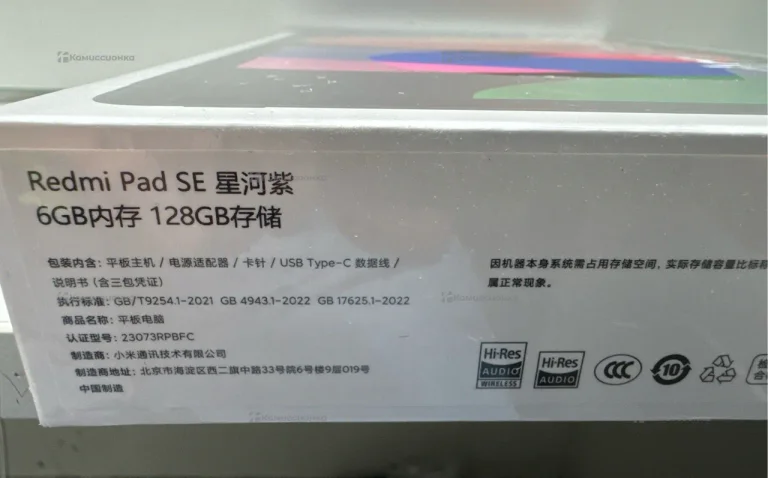 Комиссионка
Redmi Pad SE 星河紫
6GB内存 128GB存储
包装内含: 平板主机 / 电源适配器 / 卡针 / USB Type-C 数据线 /
说明书 (含三包凭证)
执行标准: GB/T9254.1-2021 GB 4943.1-2022 GB 17625.1-2022
商品名称: 平板电脑
认证型号: 23073RPBFC
制造商: 小米通讯技术有限公司
制造商地址: 北京市海淀区西二旗中路33号院6号楼9层019号
中国制造
因机器本身系统需占用存储空间, 实际存储容量比标称
属正常现象。
Hi-Res
AUDIO
WIRELESS
Hi-Res
AUDIO
CCC
10
Комиссионка
Комиссионка